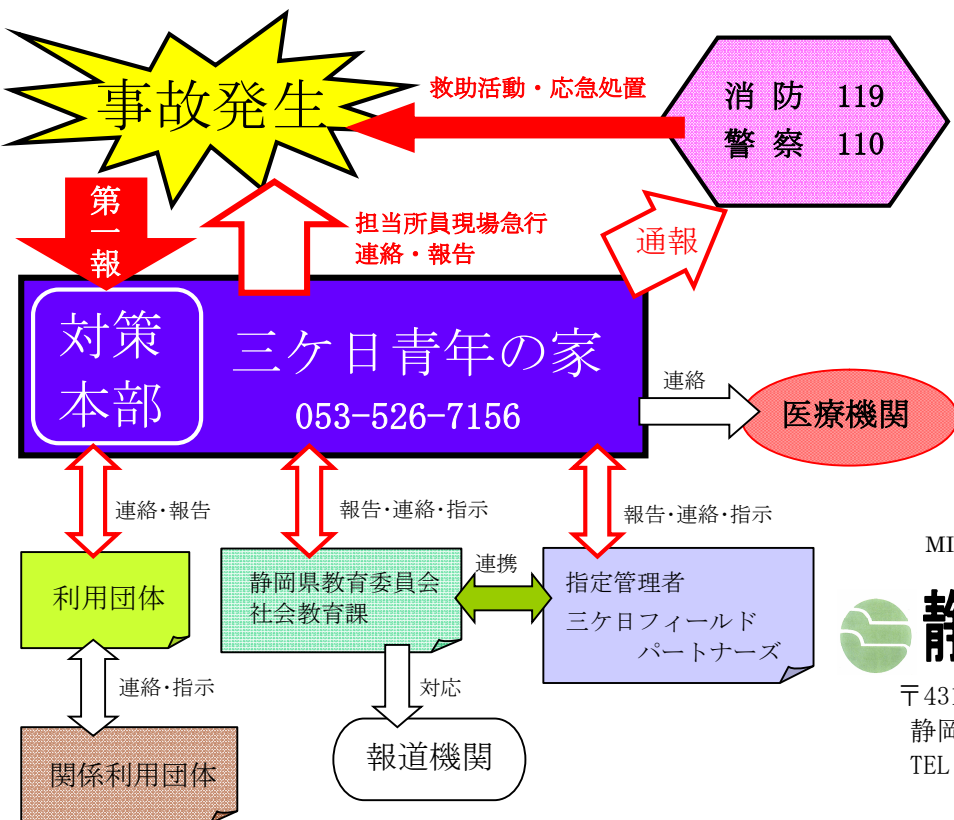 事故発生
救助活動・応急処置
消防 119
警察 110
第一報
担当所員現場急行
連絡・報告
通報
対策
本部
三ケ日青年の家
053-526-7156
連絡
医療機関
連絡・報告
報告・連絡・指示
報告・連絡・指示
利用団体
静岡県教育委員会
社会教育課
連携
指定管理者
三ケ日フィールド
パートナーズ
MI
静
連絡・指示
対応
〒431
静岡
TEL
関係利用団体
報道機関